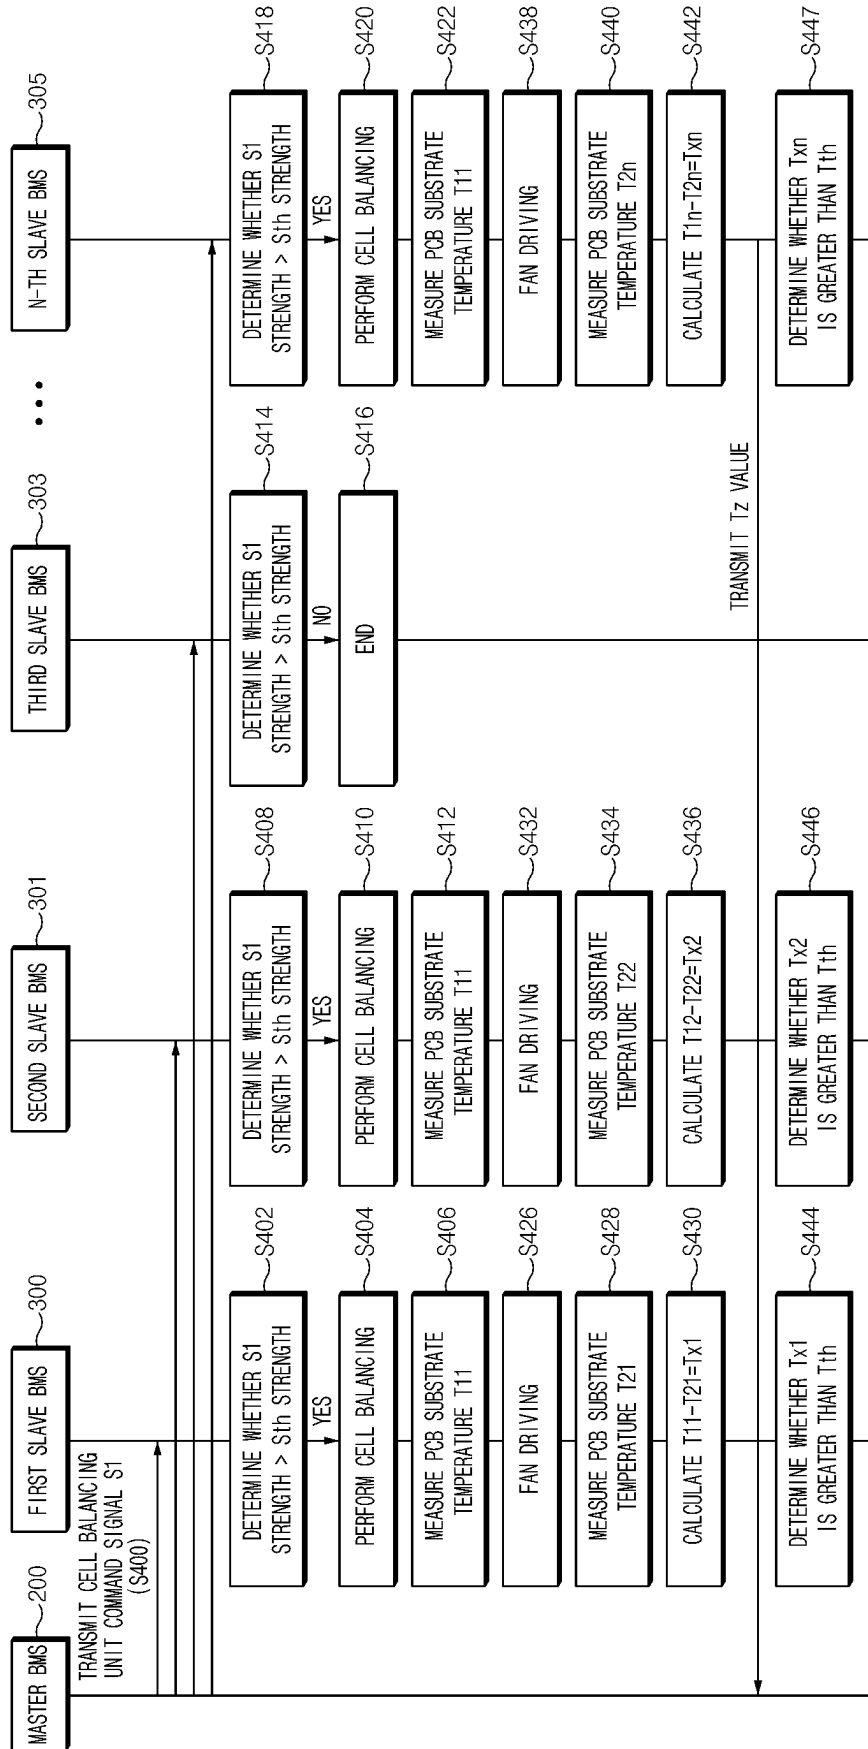 MASTER BMS
200
FIRST SLAVE BMS
300
SECOND SLAVE BMS
301
THIRD SLAVE BMS
303
•••
N-TH SLAVE BMS
305
TRANSMIT CELL BALANCING
UNIT COMMAND SIGNAL S1
(S400)
DETERMINE WHETHER S1
STRENGTH > Sth STRENGTH
S402
YES
PERFORM CELL BALANCING
S404
MEASURE PCB SUBSTRATE
TEMPERATURE T11
S406
FAN DRIVING
S426
MEASURE PCB SUBSTRATE
TEMPERATURE T21
S428
CALCULATE T11-T21=Tx1
S430
DETERMINE WHETHER Tx1
IS GREATER THAN Tth
S444
DETERMINE WHETHER S1
STRENGTH > Sth STRENGTH
S408
YES
PERFORM CELL BALANCING
S410
MEASURE PCB SUBSTRATE
TEMPERATURE T11
S412
FAN DRIVING
S432
MEASURE PCB SUBSTRATE
TEMPERATURE T22
S434
CALCULATE T12-T22=Tx2
S436
DETERMINE WHETHER Tx2
IS GREATER THAN Tth
S446
DETERMINE WHETHER S1
STRENGTH > Sth STRENGTH
S414
NO
END
S416
TRANSMIT Tz VALUE
DETERMINE WHETHER S1
STRENGTH > Sth STRENGTH
S418
YES
PERFORM CELL BALANCING
S420
MEASURE PCB SUBSTRATE
TEMPERATURE T11
S422
FAN DRIVING
S438
MEASURE PCB SUBSTRATE
TEMPERATURE T2n
S440
CALCULATE T1n-T2n=Txn
S442
DETERMINE WHETHER Txn
IS GREATER THAN Tth
S447